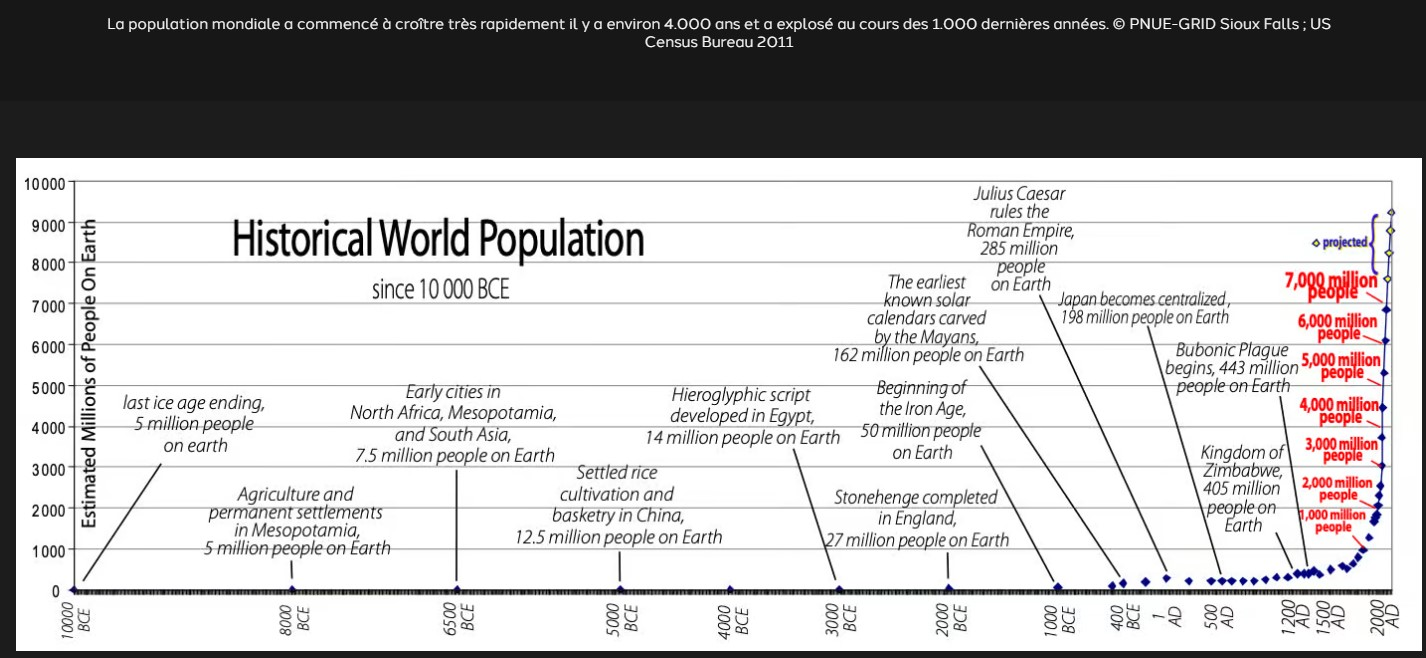 La population mondiale a commencé à croître très rapidement il y a environ 4.000 ans et a explosé au cours des 1.000 dernières années. © PNUE-GRID Sioux Falls ; US
Census Bureau 2011
Historical World Population
since 10 000 BCE
Estimated Millions of People On Earth
10000
9000
8000
7000
6000
5000
4000
3000
2000
1000
0
last ice age ending,
5 million people
on earth
Agriculture and
permanent settlements
in Mesopotamia,
5 million people on Earth
Early cities in
North Africa, Mesopotamia,
and South Asia,
7.5 million people on Earth
Settled rice
cultivation and
basketry in China,
12.5 million people on Earth
Hieroglyphic script
developed in Egypt,
14 million people on Earth
Stonehenge completed
in England,
27 million people on Earth
Beginning of
the Iron Age,
50 million people
on Earth
The earliest
known solar
calendars carved
by the Mayans,
162 million people on Earth
Julius Caesar
rules the
Roman Empire,
285 million
people
on Earth
Japan becomes centralized,
198 million people on Earth
Bubonic Plague
begins, 443 million
people on Earth
Kingdom of
Zimbabwe,
405 million
people on
Earth
projected
7,000 million
people
6,000 million
people
5,000 million
people
4,000 million
people
3,000 million
people
2,000 million
people
1,000 million
people
10000
BCE
8000
BCE
6500
BCE
5000
BCE
4000
BCE
3000
BCE
2000
BCE
1000
BCE
400
BCE
1
AD
500
AD
1200
AD
1500
AD
2000
AD